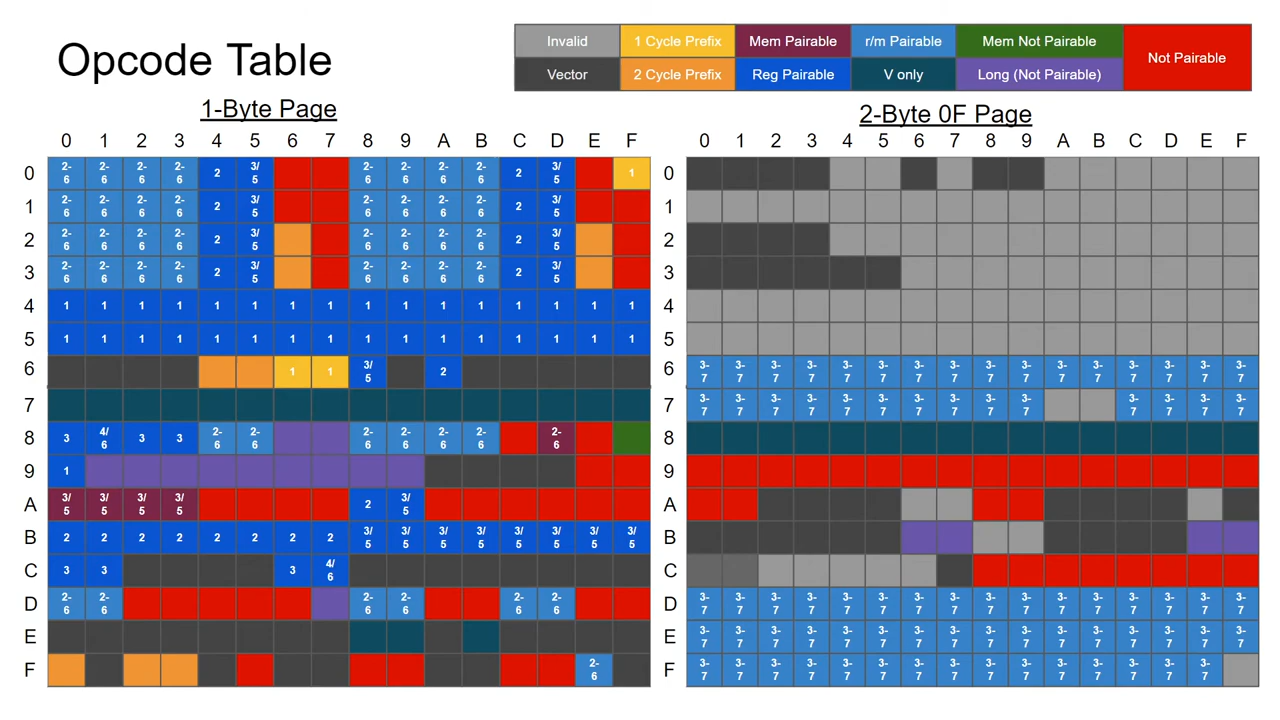 Opcode Table
Invalid 1 Cycle Prefix Mem Pairable r/m Pairable Mem Not Pairable Not Pairable
Vector 2 Cycle Prefix Reg Pairable V only Long (Not Pairable)
1-Byte Page
0 1 2 3 4 5 6 7 8 9 A B C D E F
0 2-6 2-6 2-6 2-6 2 3/5 2-6 2-6 2-6 2-6 2 3/5 1
1 2-6 2-6 2-6 2-6 2 3/5 2-6 2-6 2-6 2-6 2 3/5
2 2-6 2-6 2-6 2-6 2 3/5 2-6 2-6 2-6 2-6 2 3/5
3 2-6 2-6 2-6 2-6 2 3/5 2-6 2-6 2-6 2-6 2 3/5
4 1 1 1 1 1 1 1 1 1 1 1 1 1 1 1 1
5 1 1 1 1 1 1 1 1 1 1 1 1 1 1 1 1
6 1 1 3/5 2
7
8 3 4/6 3 3 2-6 2-6 2-6 2-6 2-6 2-6 2-6
9 1
A 3/5 3/5 3/5 3/5 2 3/5
B 2 2 2 2 2 2 2 2 3/5 3/5 3/5 3/5 3/5 3/5 3/5 3/5
C 3 3 3 4/6
D 2-6 2-6 2-6 2-6 2-6 2-6
E
F 2-6
2-Byte 0F Page
0 1 2 3 4 5 6 7 8 9 A B C D E F
0
1
2
3
4
5
6 3-7 3-7 3-7 3-7 3-7 3-7 3-7 3-7 3-7 3-7 3-7 3-7 3-7 3-7 3-7 3-7
7 3-7 3-7 3-7 3-7 3-7 3-7 3-7 3-7 3-7 3-7 3-7 3-7 3-7 3-7
8
9
A
B
C
D 3-7 3-7 3-7 3-7 3-7 3-7 3-7 3-7 3-7 3-7 3-7 3-7 3-7 3-7 3-7 3-7
E 3-7 3-7 3-7 3-7 3-7 3-7 3-7 3-7 3-7 3-7 3-7 3-7 3-7 3-7 3-7 3-7
F 3-7 3-7 3-7 3-7 3-7 3-7 3-7 3-7 3-7 3-7 3-7 3-7 3-7 3-7 3-7